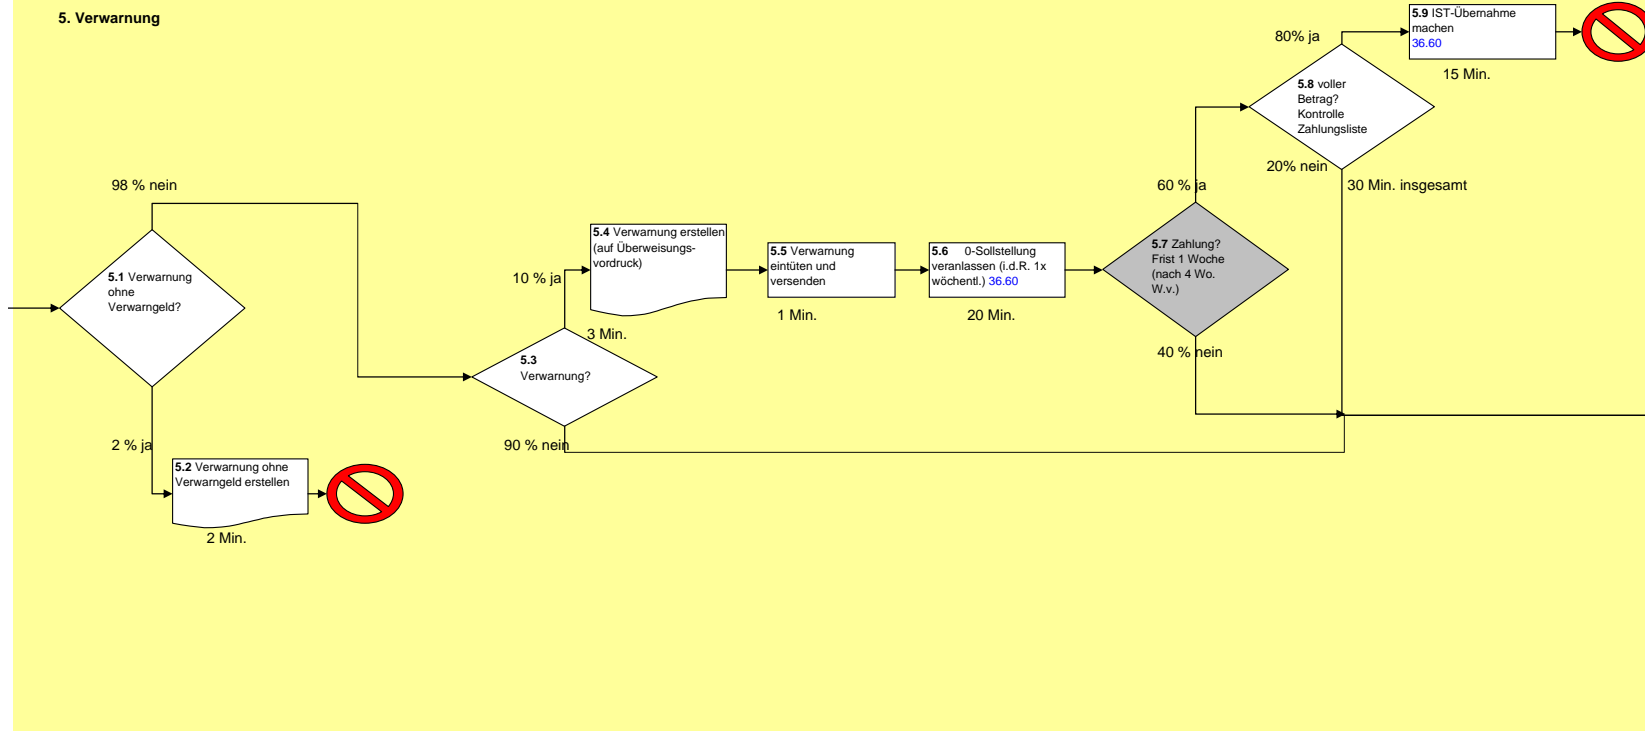 5. Verwarnung
98 % nein
5.1 Verwarnung
ohne
Verwarngeld?
2 % ja
5.2 Verwarnung ohne
Verwarngeld erstellen
2 Min.
5.3
Verwarnung?
10 % ja
90 % nein
5.4 Verwarnung erstellen
(auf Überweisungs-
vordruck)
3 Min.
5.5 Verwarnung
eintüten und
versenden
1 Min.
5.6 0-Sollstellung
veranlassen (i.d.R. 1x
wöchentl.) 36.60
20 Min.
60 % ja
5.7 Zahlung?
Frist 1 Woche
(nach 4 Wo.
W.v.)
40 % nein
80% ja
5.8 voller
Betrag?
Kontrolle
Zahlungsliste
20% nein
30 Min. insgesamt
5.9 IST-Übernahme
machen
36.60
15 Min.